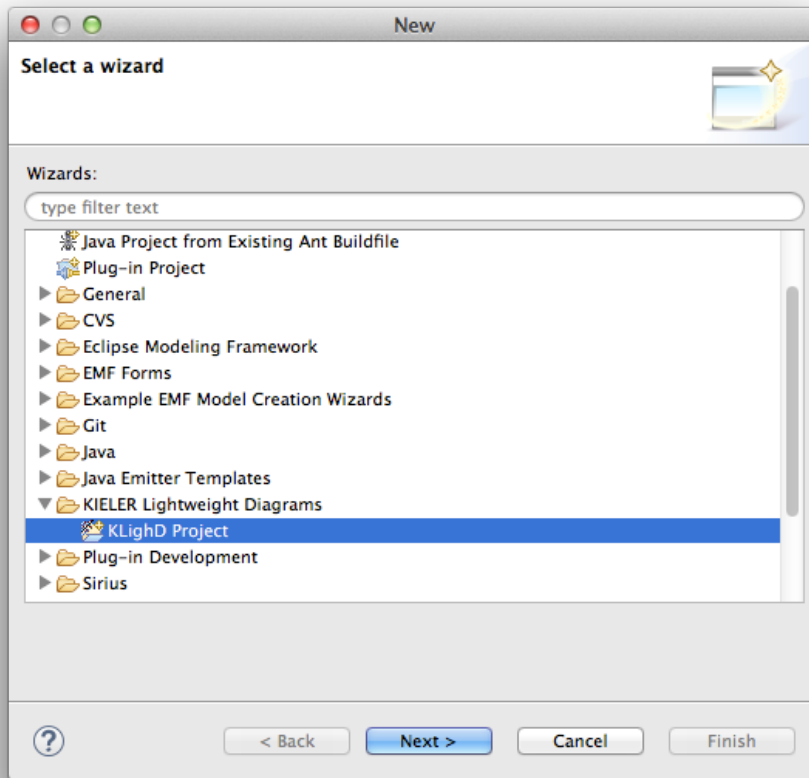 New
Select a wizard
Wizards:
type filter text
Java Project from Existing Ant Buildfile
Plug-in Project
General
CVS
Eclipse Modeling Framework
EMF Forms
Example EMF Model Creation Wizards
Git
Java
Java Emitter Templates
KIELER Lightweight Diagrams
KLighD Project
Plug-in Development
Sirius
? < Back Next > Cancel Finish